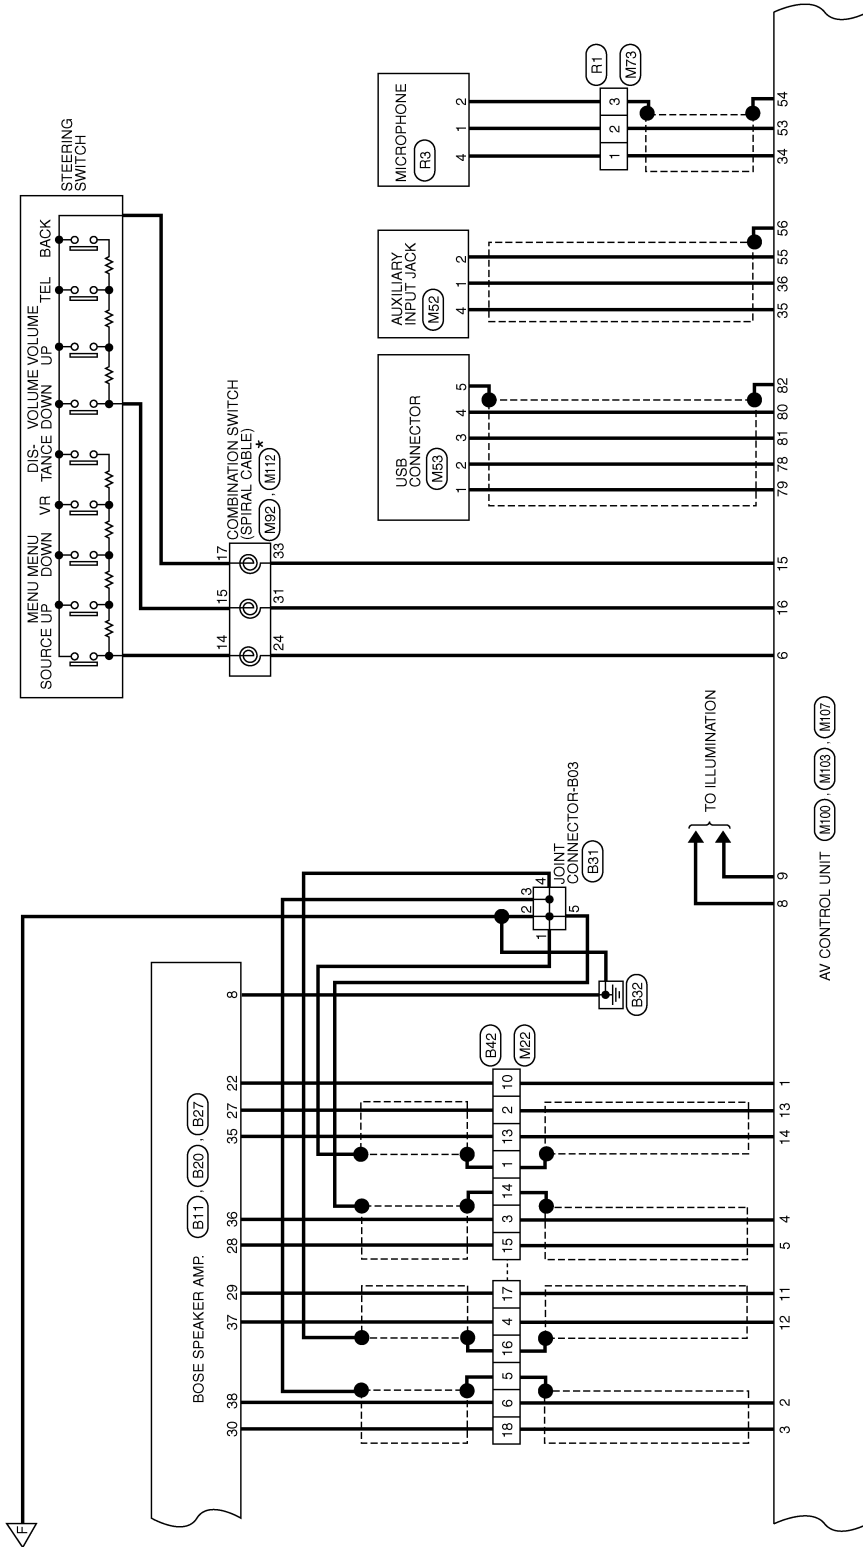 STEERING
SWITCH
SOURCE
MENU
UP
MENU
DOWN
VR
DIS-
TANCE
VOLUME
DOWN
VOLUME
UP
TEL
BACK
COMBINATION SWITCH
(SPIRAL CABLE)
M92 , M112 *
14 15 17
24 31 33
MICROPHONE
R3
4 1 2
R1
M73
1 2 3
34 53 54
AUXILIARY
INPUT JACK
M52
4 1 2
35 36 55 56
USB
CONNECTOR
M53
1 2 3 4 5
79 78 81 80 82
6 16 15
F
BOSE SPEAKER AMP. B11 , B20 , B27
30 38 37 29 28 36 35 27 22 8
JOINT
CONNECTOR-B03
B31
1 2 3 4 5
B32
B42
M22
18 6 5 16 4 17 15 3 14 1 13 2 10
3 2 12 11 5 4 14 13 1
TO ILLUMINATION
8 9
AV CONTROL UNIT M100 , M103 , M107